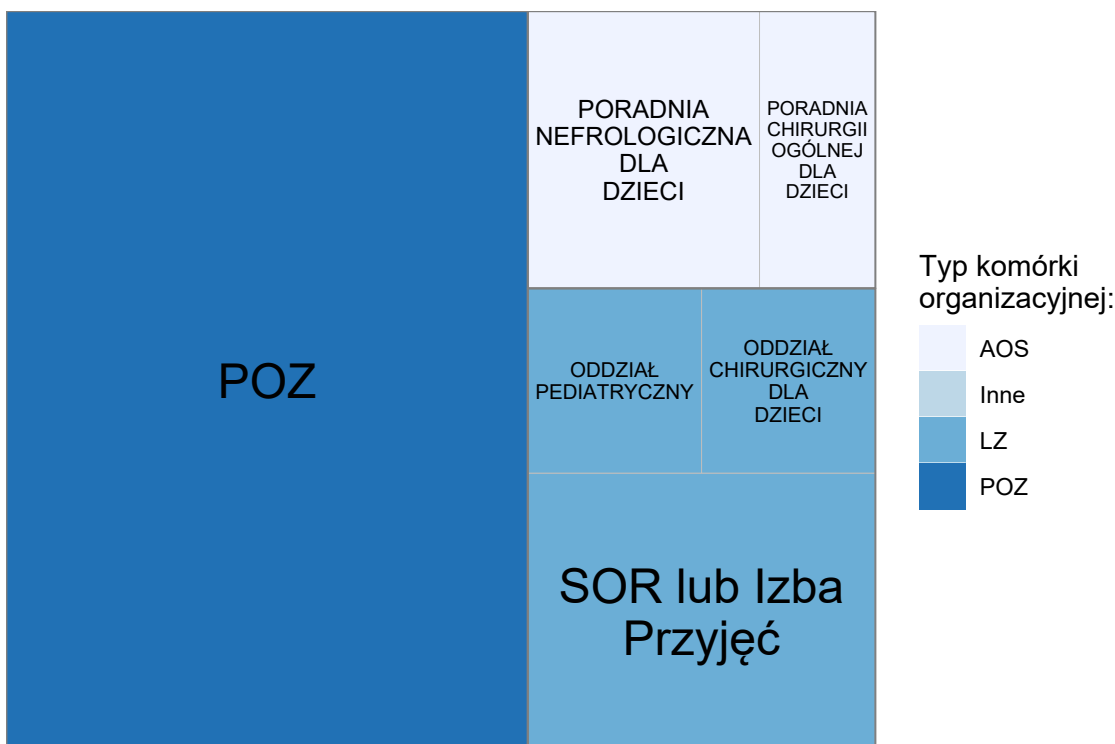 POZ
PORADNIA
NEFROLOGICZNA
DLA
DZIECI
PORADNIA
CHIRURGII
OGÓLNEJ
DLA
DZIECI
ODDZIAŁ
PEDIATRYCZNY
ODDZIAŁ
CHIRURGICZNY
DLA
DZIECI
SOR lub Izba
Przyjęć
Typ komórki
organizacyjnej:
AOS
Inne
LZ
POZ